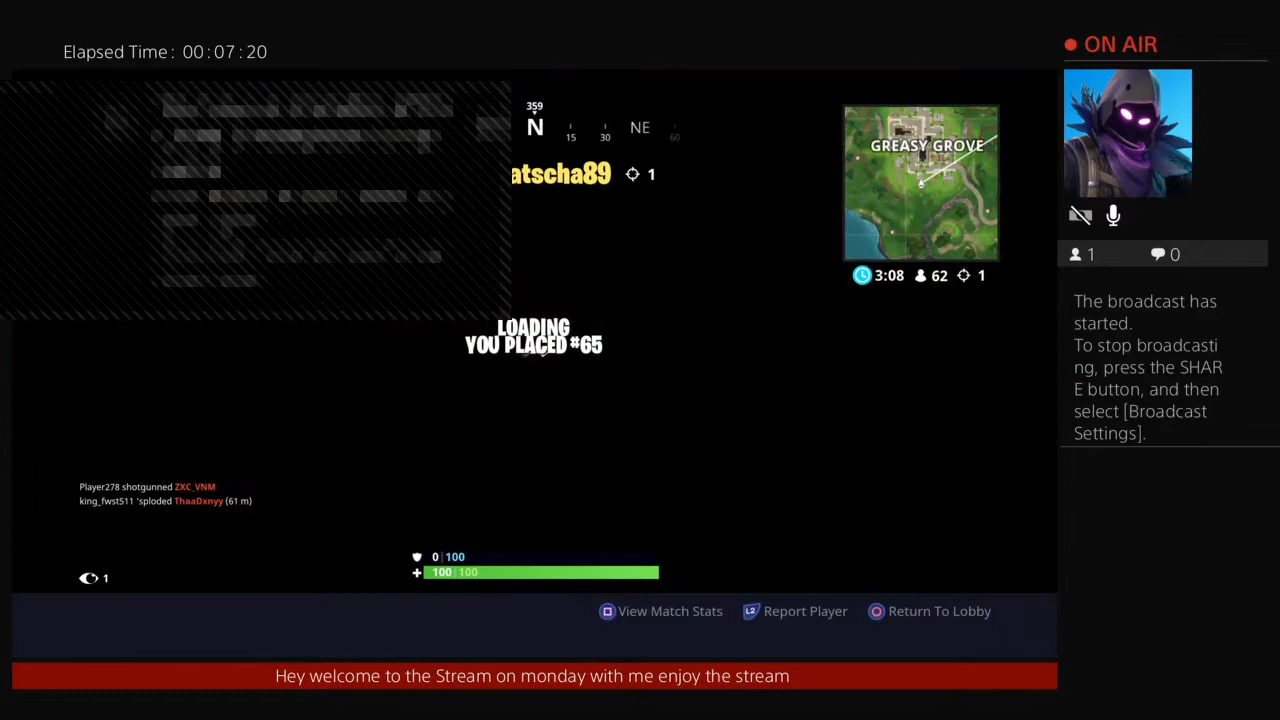 Elapsed Time: 00:07:20
ON AIR
359
N 15 30 NE 60
atscha89 1
GREASY GROVE
3:08 62 1
1 0
The broadcast has
started.
To stop broadcasti
ng, press the SHAR
E button, and then
select [Broadcast
Settings].
LOADING
YOU PLACED #65
Player278 shotgunned ZXC_VNM
king_fwst511 'sploded ThaaDxnyy (61 m)
0 | 100
100 | 100
1
View Match Stats L2 Report Player Return To Lobby
Hey welcome to the Stream on monday with me enjoy the stream